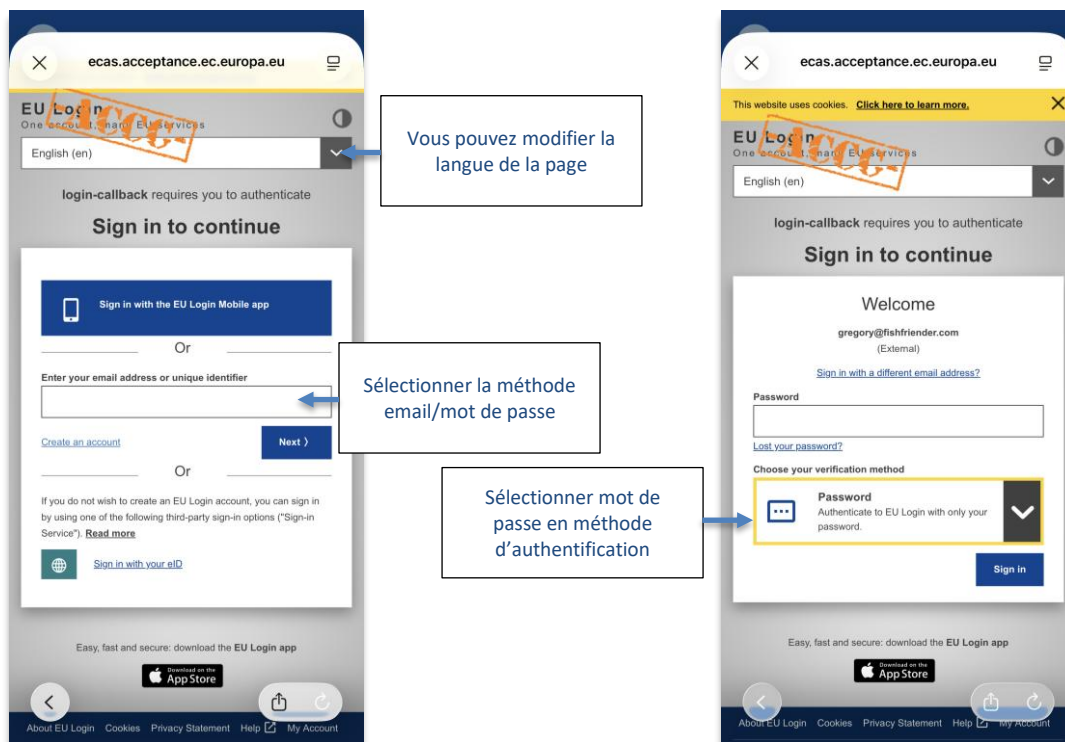 ecas.acceptance.ec.europa.eu
EU Login
One account, many EU services
ACCC-
English (en)
login-callback requires you to authenticate
Sign in to continue
Sign in with the EU Login Mobile app
Or
Enter your email address or unique identifier
Create an account
Next
Or
If you do not wish to create an EU Login account, you can sign in
by using one of the following third-party sign-in options ("Sign-in
Service"). Read more
Sign in with your eID
Easy, fast and secure: download the EU Login app
Download on the
App Store
About EU Login Cookies Privacy Statement Help My Account
Vous pouvez modifier la
langue de la page
Sélectionner la méthode
email/mot de passe
Sélectionner mot de
passe en méthode
d’authentification
ecas.acceptance.ec.europa.eu
This website uses cookies. Click here to learn more.
EU Login
One account, many EU services
ACCC-
English (en)
login-callback requires you to authenticate
Sign in to continue
Welcome
gregory@fishfriender.com
(External)
Sign in with a different email address?
Password
Lost your password?
Choose your verification method
Password
Authenticate to EU Login with only your
password.
Sign in
Easy, fast and secure: download the EU Login app
Download on the
App Store
About EU Login Cookies Privacy Statement Help My Account